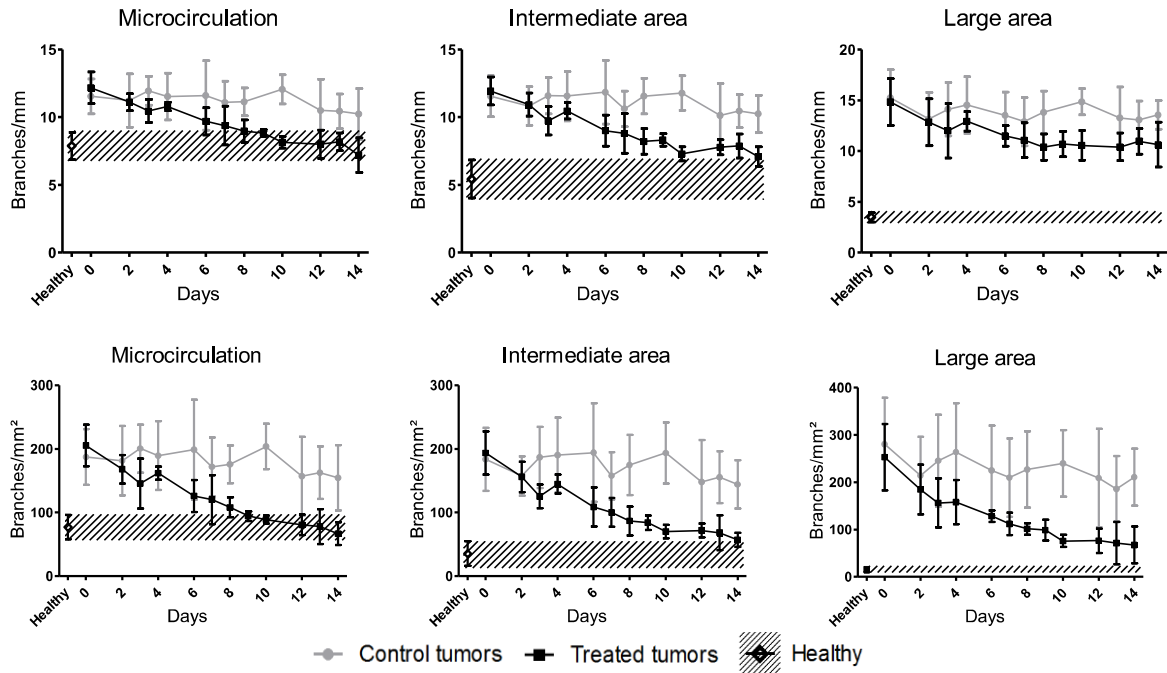 Microcirculation
Intermediate area
Large area
Branches/mm
15
10
5
0
Healthy
0
2
4
6
8
10
12
14
Days
Branches/mm
15
10
5
0
Healthy
0
2
4
6
8
10
12
14
Days
Branches/mm
20
15
10
5
0
Healthy
0
2
4
6
8
10
12
14
Days
Microcirculation
Intermediate area
Large area
Branches/mm²
300
200
100
0
Healthy
0
2
4
6
8
10
12
14
Days
Branches/mm²
300
200
100
0
Healthy
0
2
4
6
8
10
12
14
Days
Branches/mm²
400
300
200
100
0
Healthy
0
2
4
6
8
10
12
14
Days
Control tumors Treated tumors Healthy